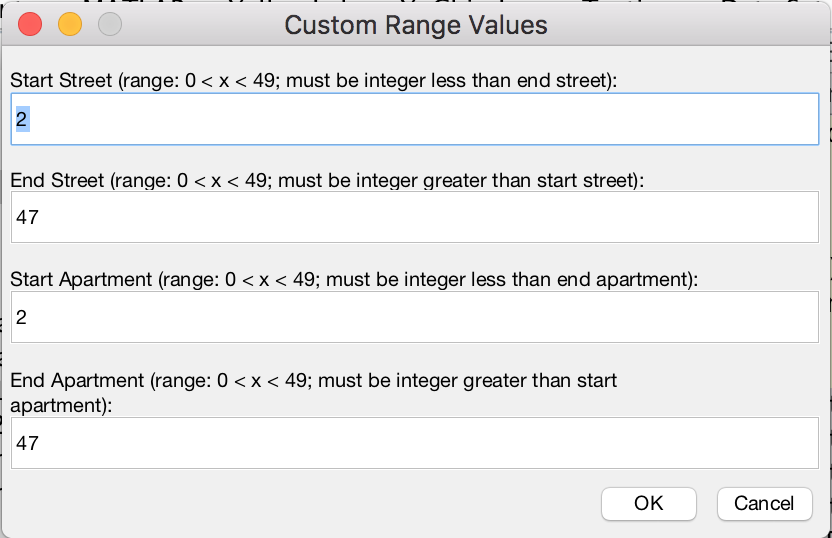 Custom Range Values
Start Street (range: 0 < x < 49; must be integer less than end street):
2
End Street (range: 0 < x < 49; must be integer greater than start street):
47
Start Apartment (range: 0 < x < 49; must be integer less than end apartment):
2
End Apartment (range: 0 < x < 49; must be integer greater than start
apartment):
47
OK Cancel